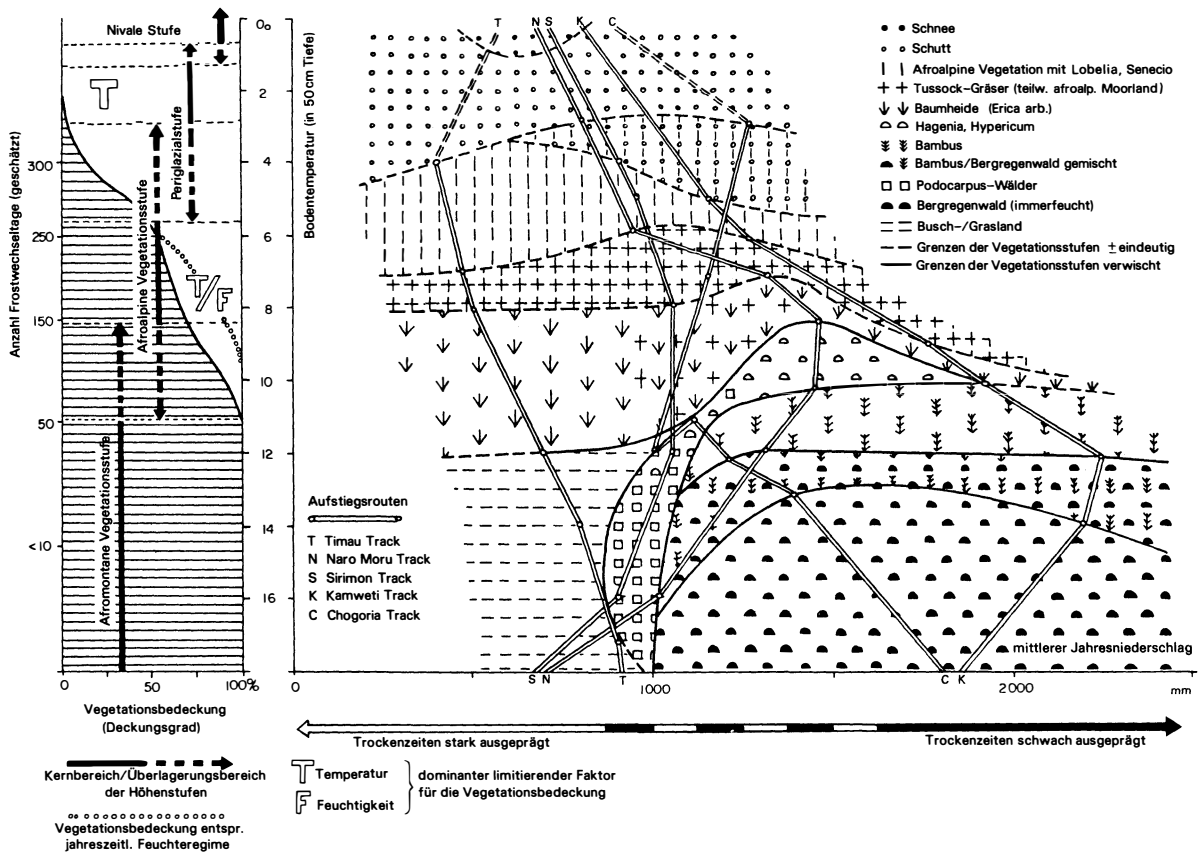 Nivale Stufe
T
Periglazialstufe
Afroalpine Vegetationsstufe
T/F
Afromontane Vegetationsstufe
Anzahl Frostwechseltage (geschätzt)
300
250
150
50
<10
0 50 100%
Vegetationsbedeckung
(Deckungsgrad)
Kernbereich/Überlagerungsbereich
der Höhenstufen
Vegetationsbedeckung entspr.
jahreszeitl. Feuchteregime
Bodentemperatur (in 50cm Tiefe)
0o
2
4
6
8
10
12
14
16
T N S K C
Aufstiegsrouten
T Timau Track
N Naro Moru Track
S Sirimon Track
K Kamweti Track
C Chogoria Track
Schnee
Schutt
Afroalpine Vegetation mit Lobelia, Senecio
Tussock-Gräser (teilw. afroalp. Moorland)
Baumheide (Erica arb.)
Hagenia, Hypericum
Bambus
Bambus/Bergregenwald gemischt
Podocarpus-Wälder
Bergregenwald (immerfeucht)
Busch-/Grasland
Grenzen der Vegetationsstufen ± eindeutig
Grenzen der Vegetationsstufen verwischt
mittlerer Jahresniederschlag
S N T C K
0 1000 2000 mm
Trockenzeiten stark ausgeprägt
Trockenzeiten schwach ausgeprägt
T Temperatur
F Feuchtigkeit
dominanter limitierender Faktor
für die Vegetationsbedeckung